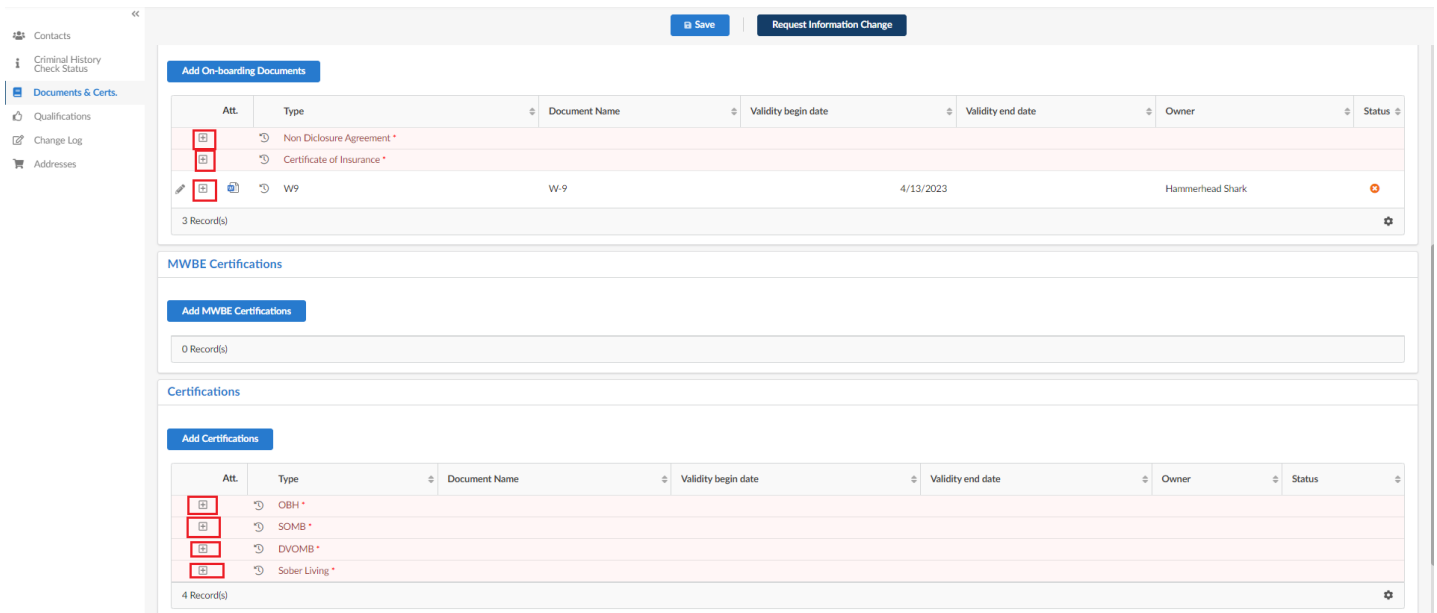 Save
Request Information Change
Contacts
Criminal History
Check Status
Documents & Certs.
Qualifications
Change Log
Addresses
Add On-boarding Documents
Att. Type Document Name Validity begin date Validity end date Owner Status
Non Diclosure Agreement *
Certificate of Insurance *
W9 W-9 4/13/2023 Hammerhead Shark
3 Record(s)
MWBE Certifications
Add MWBE Certifications
0 Record(s)
Certifications
Add Certifications
Att. Type Document Name Validity begin date Validity end date Owner Status
OBH *
SOMB *
DVOMB *
Sober Living *
4 Record(s)